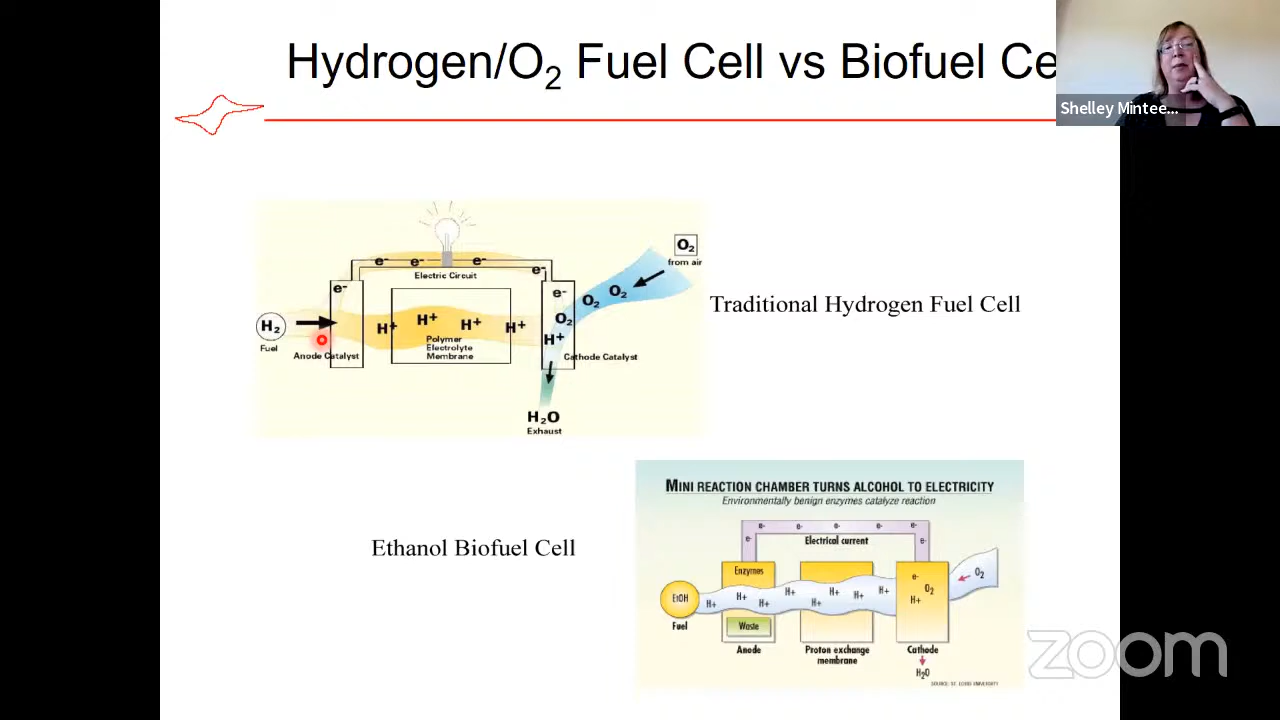 Hydrogen/O2 Fuel Cell vs Biofuel Ce
Shelley Mintee...
O2
from air
e- e- e- e-
Electric Circuit
e- e-
O2 O2
O2
H2
H+ H+ H+ H+ H+
Fuel
Anode Catalyst
Polymer
Electrolyte
Membrane
Cathode Catalyst
H2O
Exhaust
Traditional Hydrogen Fuel Cell
Ethanol Biofuel Cell
MINI REACTION CHAMBER TURNS ALCOHOL TO ELECTRICITY
Environmentally benign enzymes catalyze reaction
e- e- e- e- e-
e- Electrical current e-
Enzymes e- O2
EtOH H+ H+ H+ H+ H+ H+ H+ H+ O2
Fuel Waste
Anode Proton exchange Cathode
membrane
H2O
SOURCE: ST. LOUIS UNIVERSITY
zoom